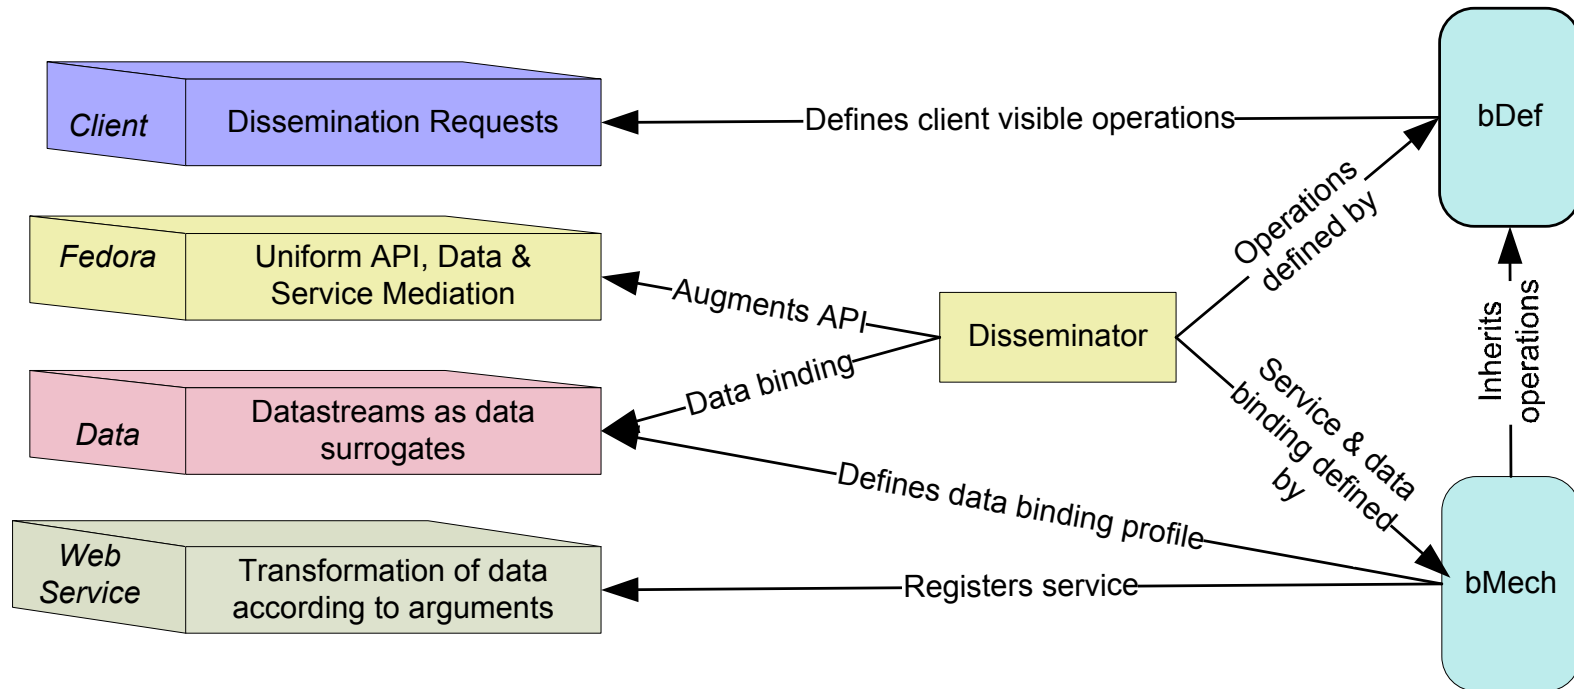 Client
Dissemination Requests
Defines client visible operations
bDef
Fedora
Uniform API, Data &
Service Mediation
Augments API
Disseminator
Operations
defined by
Inherits
operations
Data
Datastreams as data
surrogates
Data binding
Service & data
binding defined
by
Defines data binding profile
Web
Service
Transformation of data
according to arguments
Registers service
bMech